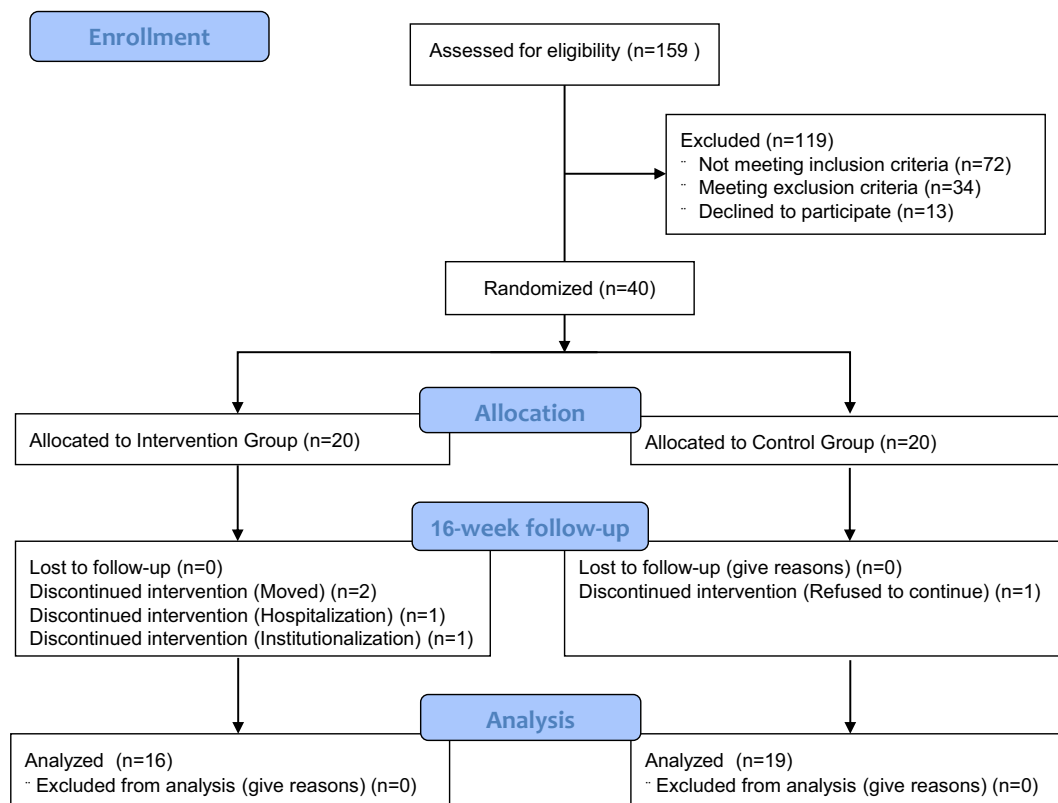 Enrollment
Assessed for eligibility (n=159 )
Excluded (n=119)
¨ Not meeting inclusion criteria (n=72)
¨ Meeting exclusion criteria (n=34)
¨ Declined to participate (n=13)
Randomized (n=40)
Allocation
Allocated to Intervention Group (n=20)
Allocated to Control Group (n=20)
16-week follow-up
Lost to follow-up (n=0)
Discontinued intervention (Moved) (n=2)
Discontinued intervention (Hospitalization) (n=1)
Discontinued intervention (Institutionalization) (n=1)
Lost to follow-up (give reasons) (n=0)
Discontinued intervention (Refused to continue) (n=1)
Analysis
Analyzed (n=16)
¨ Excluded from analysis (give reasons) (n=0)
Analyzed (n=19)
¨ Excluded from analysis (give reasons) (n=0)